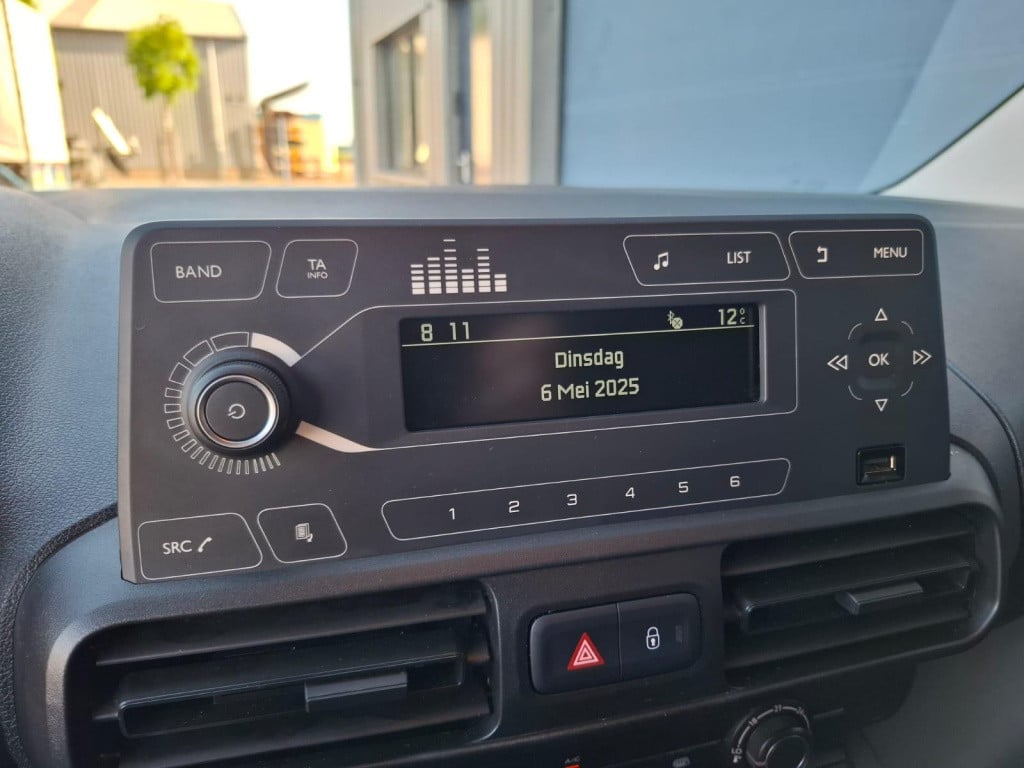 BAND
TA
INFO
LIST
MENU
8 11
12°C
Dinsdag
6 Mei 2025
OK
1 2 3 4 5 6
SRC